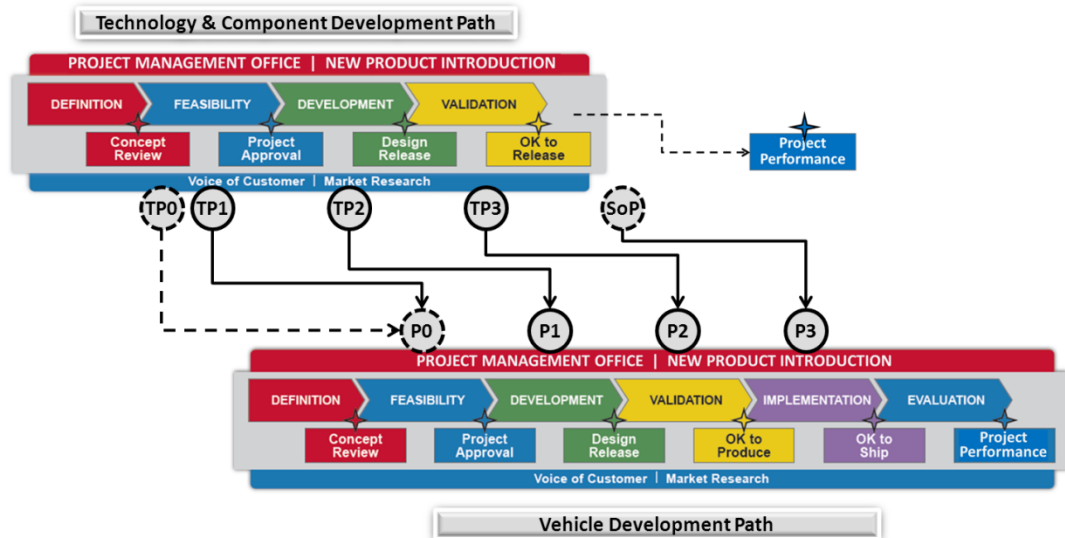 Technology & Component Development Path
PROJECT MANAGEMENT OFFICE | NEW PRODUCT INTRODUCTION
DEFINITION
FEASIBILITY
DEVELOPMENT
VALIDATION
Concept
Review
Project
Approval
Design
Release
OK to
Release
Project
Performance
Voice of Customer | Market Research
TP0
TP1
TP2
TP3
SoP
P0
P1
P2
P3
PROJECT MANAGEMENT OFFICE | NEW PRODUCT INTRODUCTION
DEFINITION
FEASIBILITY
DEVELOPMENT
VALIDATION
IMPLEMENTATION
EVALUATION
Concept
Review
Project
Approval
Design
Release
OK to
Produce
OK to
Ship
Project
Performance
Voice of Customer | Market Research
Vehicle Development Path